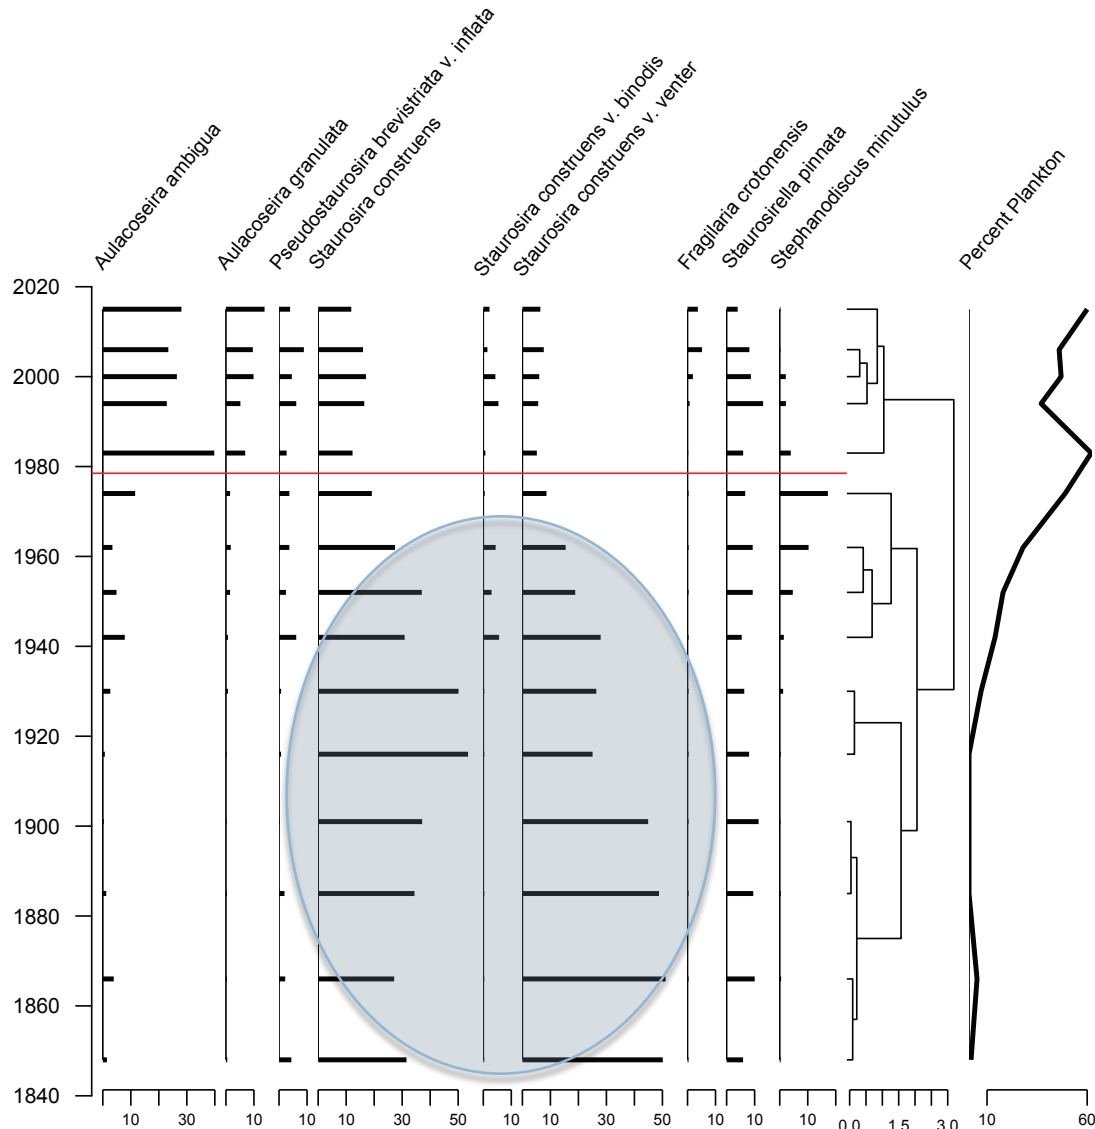 Aulacoseira ambigua
Aulacoseira granulata
Pseudostaurosira brevistriata v. inflata
Staurosira construens
Staurosira construens v. binodis
Staurosira construens v. venter
Fragilaria crotonensis
Staurosirella pinnata
Stephanodiscus minutulus
Percent Plankton
2020
2000
1980
1960
1940
1920
1900
1880
1860
1840
10 30 10 10 10 30 50 10 10 30 50 10 10 10 0.0 1.5 3.0 10 60